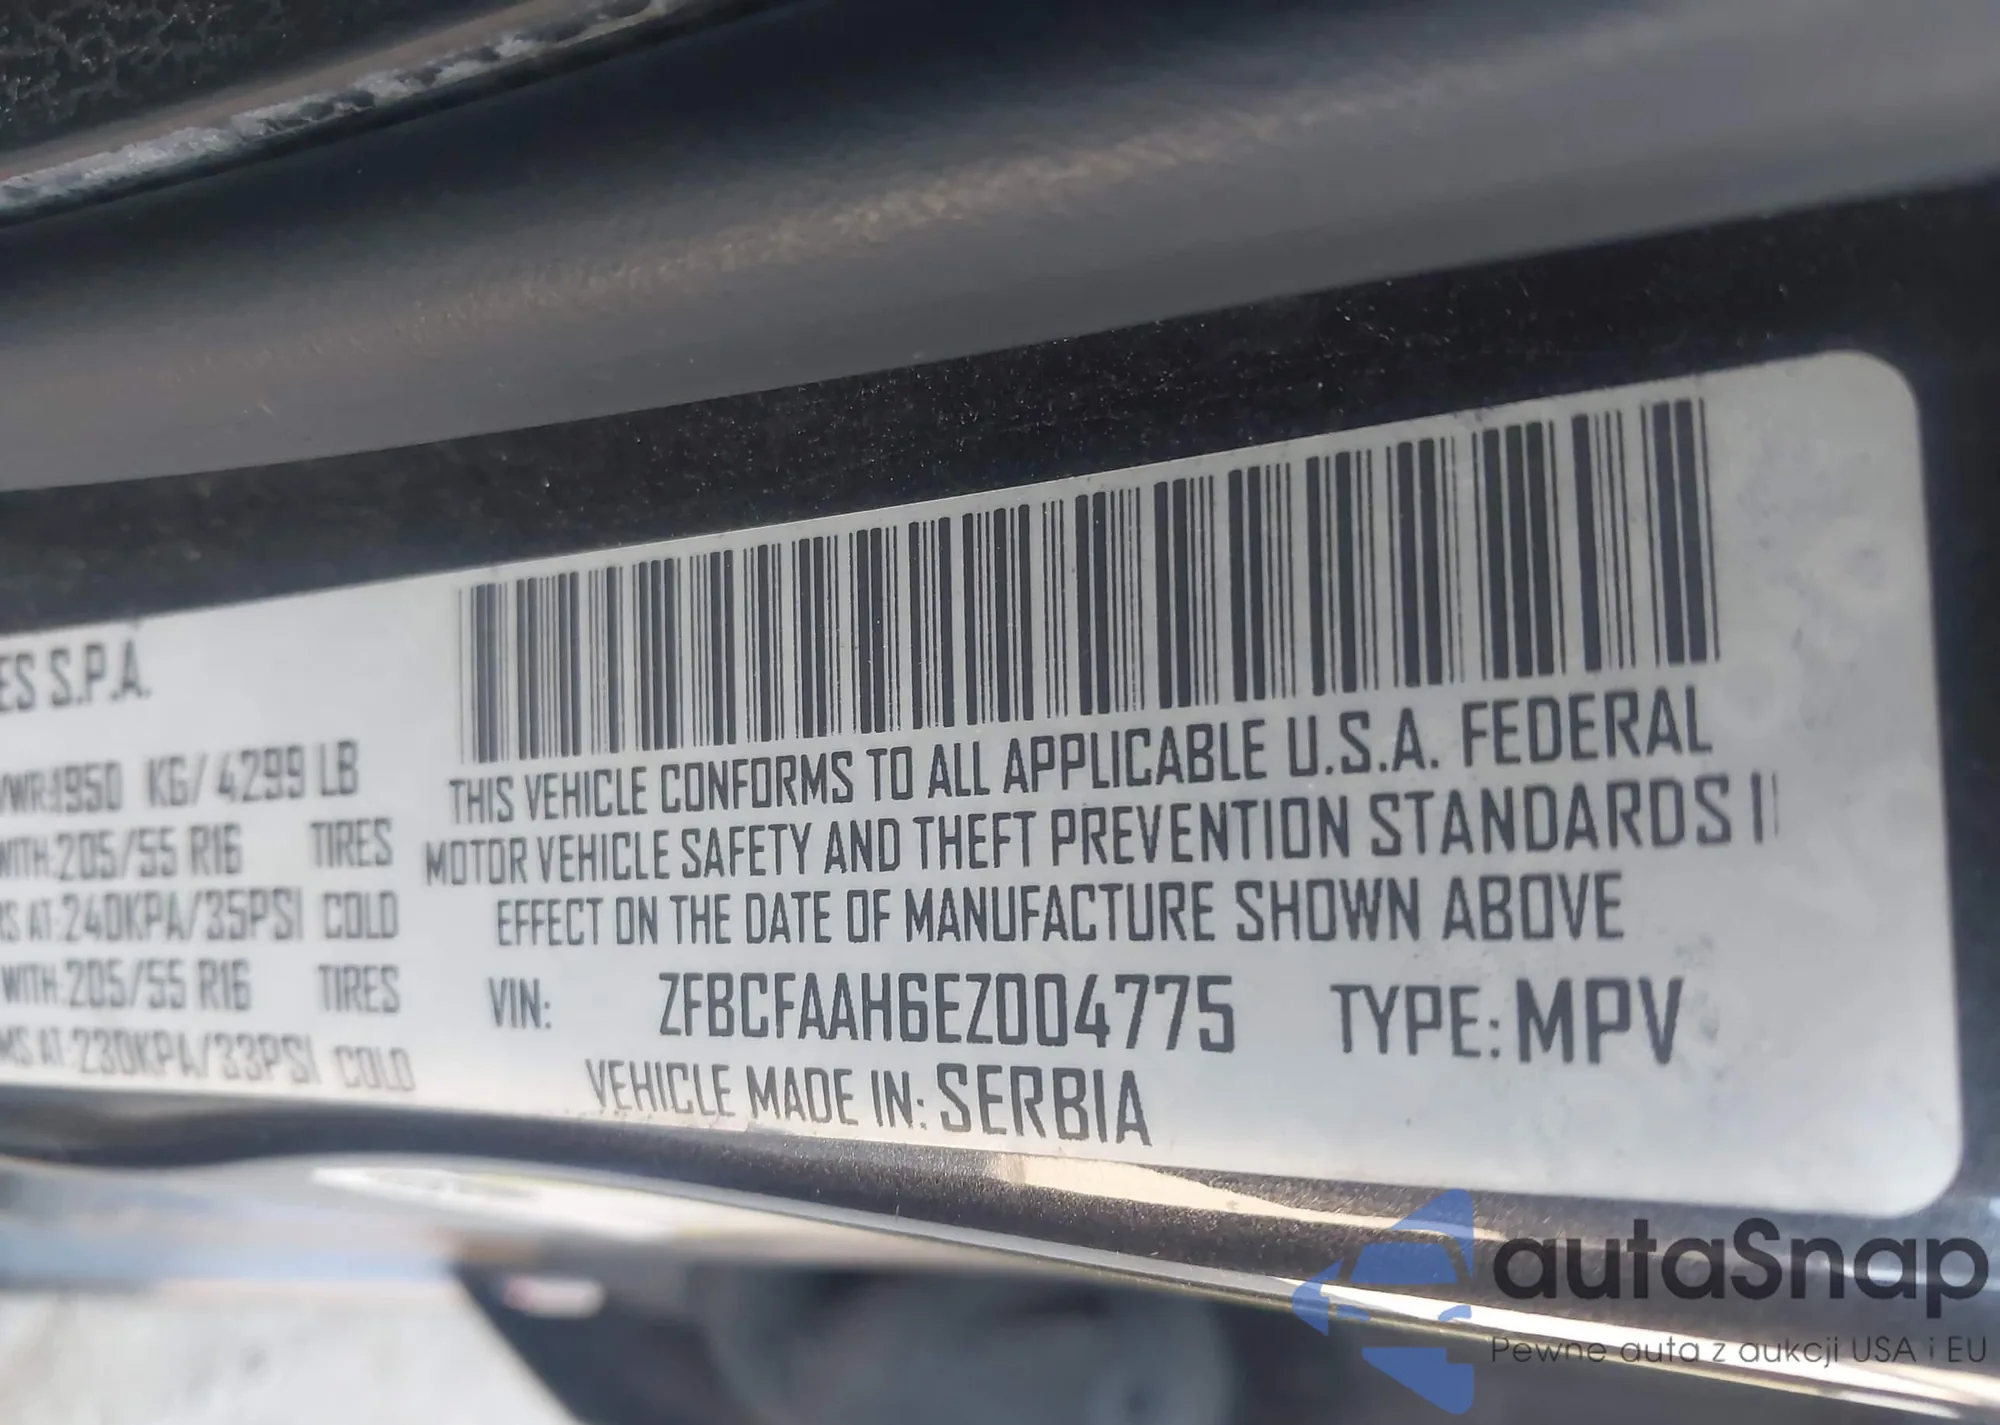 ES S.P.A.
VWR:1950 KG/ 4299 LB
WITH:205/55 R16 TIRES
RS AT:240KPA/35PSI COLD
WITH:205/55 R16 TIRES
MS AT:230KPA/33PSI COLD
THIS VEHICLE CONFORMS TO ALL APPLICABLE U.S.A. FEDERAL
MOTOR VEHICLE SAFETY AND THEFT PREVENTION STANDARDS I
EFFECT ON THE DATE OF MANUFACTURE SHOWN ABOVE
VIN: ZFBCFAAH6EZ004775 TYPE: MPV
VEHICLE MADE IN: SERBIA
autaSnap
Pewne auta z aukcji USA i EU